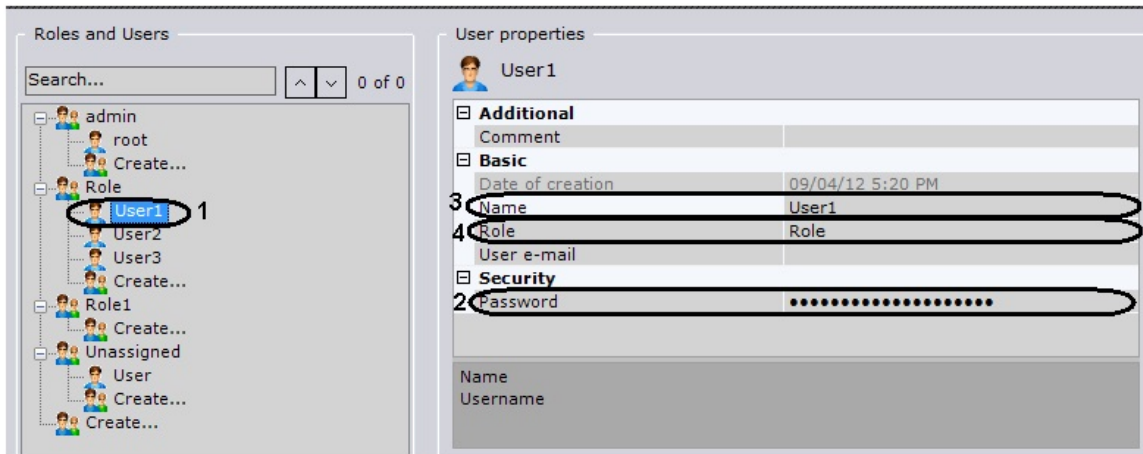 Roles and Users
Search...
0 of 0
admin
root
Create...
Role
User1 1
User2
User3
Create...
Role1
Create...
Unassigned
User
Create...
Create...
User properties
User1
Additional
Comment
Basic
Date of creation 09/04/12 5:20 PM
3 Name User1
4 Role Role
User e-mail
Security
2 Password ••••••••••••••••••••
Name
Username